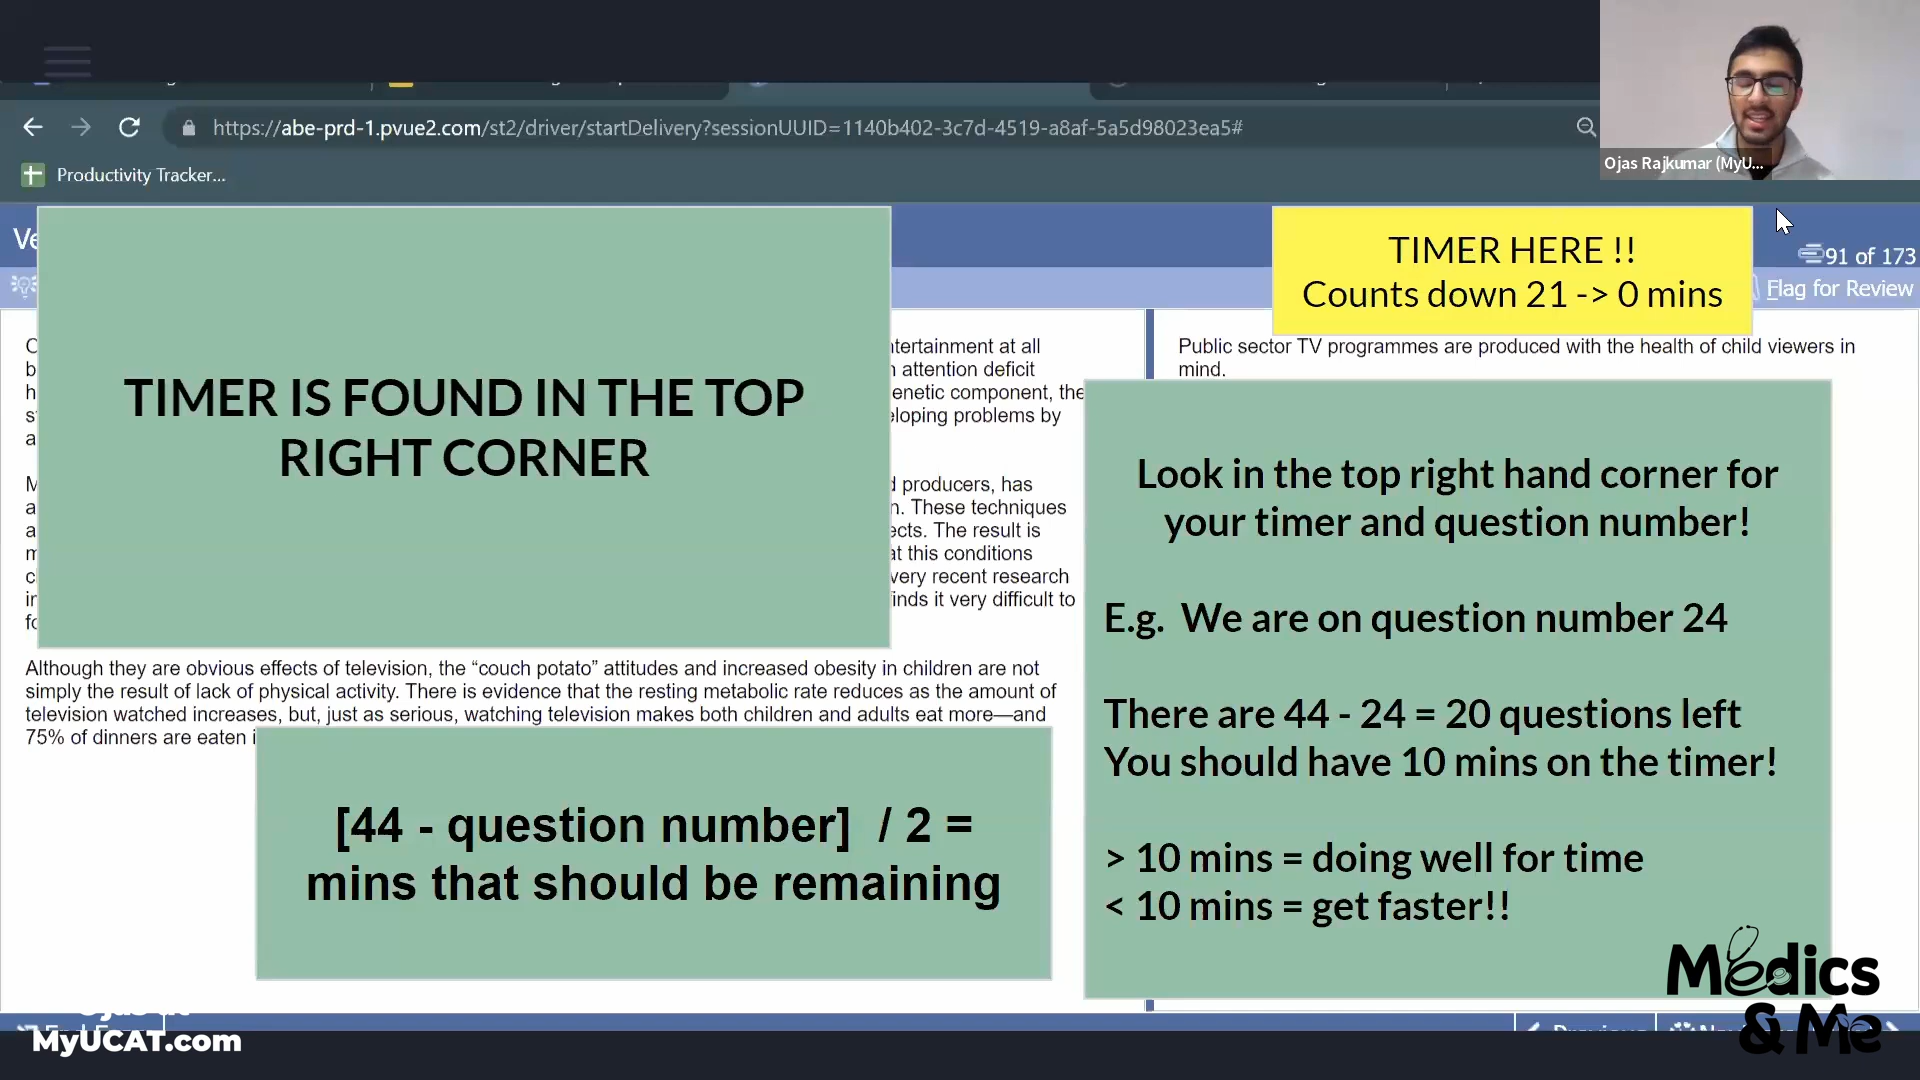 https://abe-prd-1.pvue2.com/st2/driver/startDelivery?sessionUUID=1140b402-3c7d-4519-a8af-5a5d98023ea5#
Productivity Tracker...
Ojas Rajkumar (MyU...
TIMER IS FOUND IN THE TOP
RIGHT CORNER
TIMER HERE !!
Counts down 21 -> 0 mins
91 of 173
Flag for Review
ntertainment at all
attention deficit
enetic component, the
eloping problems by
producers, has
These techniques
ects. The result is
at this conditions
very recent research
finds it very difficult to
Although they are obvious effects of television, the “couch potato” attitudes and increased obesity in children are not
simply the result of lack of physical activity. There is evidence that the resting metabolic rate reduces as the amount of
television watched increases, but, just as serious, watching television makes both children and adults eat more—and
75% of dinners are eaten i
[44 - question number] / 2 =
mins that should be remaining
Public sector TV programmes are produced with the health of child viewers in
mind.
Look in the top right hand corner for
your timer and question number!
E.g. We are on question number 24
There are 44 - 24 = 20 questions left
You should have 10 mins on the timer!
> 10 mins = doing well for time
< 10 mins = get faster!!
Medics
& Me
MyUCAT.com